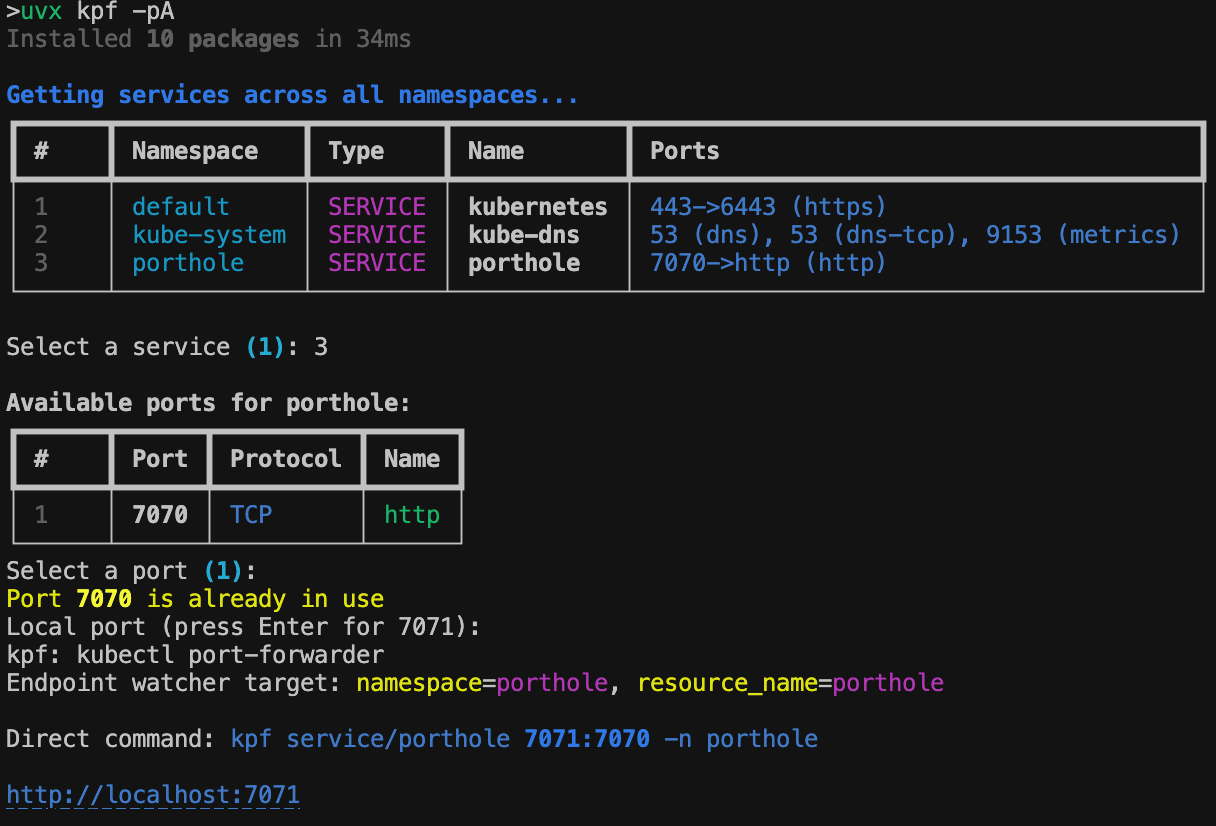 >uvx kpf -pA
Installed 10 packages in 34ms
Getting services across all namespaces...
# Namespace Type Name Ports
1 default SERVICE kubernetes 443->6443 (https)
2 kube-system SERVICE kube-dns 53 (dns), 53 (dns-tcp), 9153 (metrics)
3 porthole SERVICE porthole 7070->http (http)
Select a service (1): 3
Available ports for porthole:
# Port Protocol Name
1 7070 TCP http
Select a port (1):
Port 7070 is already in use
Local port (press Enter for 7071):
kpf: kubectl port-forwarder
Endpoint watcher target: namespace=porthole, resource_name=porthole
Direct command: kpf service/porthole 7071:7070 -n porthole
http://localhost:7071